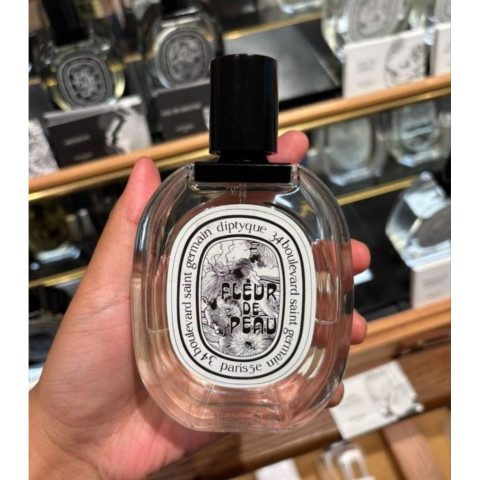 diptyque 34 boulevard saint germain paris 5e 34 boulevard saint germain
FLEUR
DE
PEAU